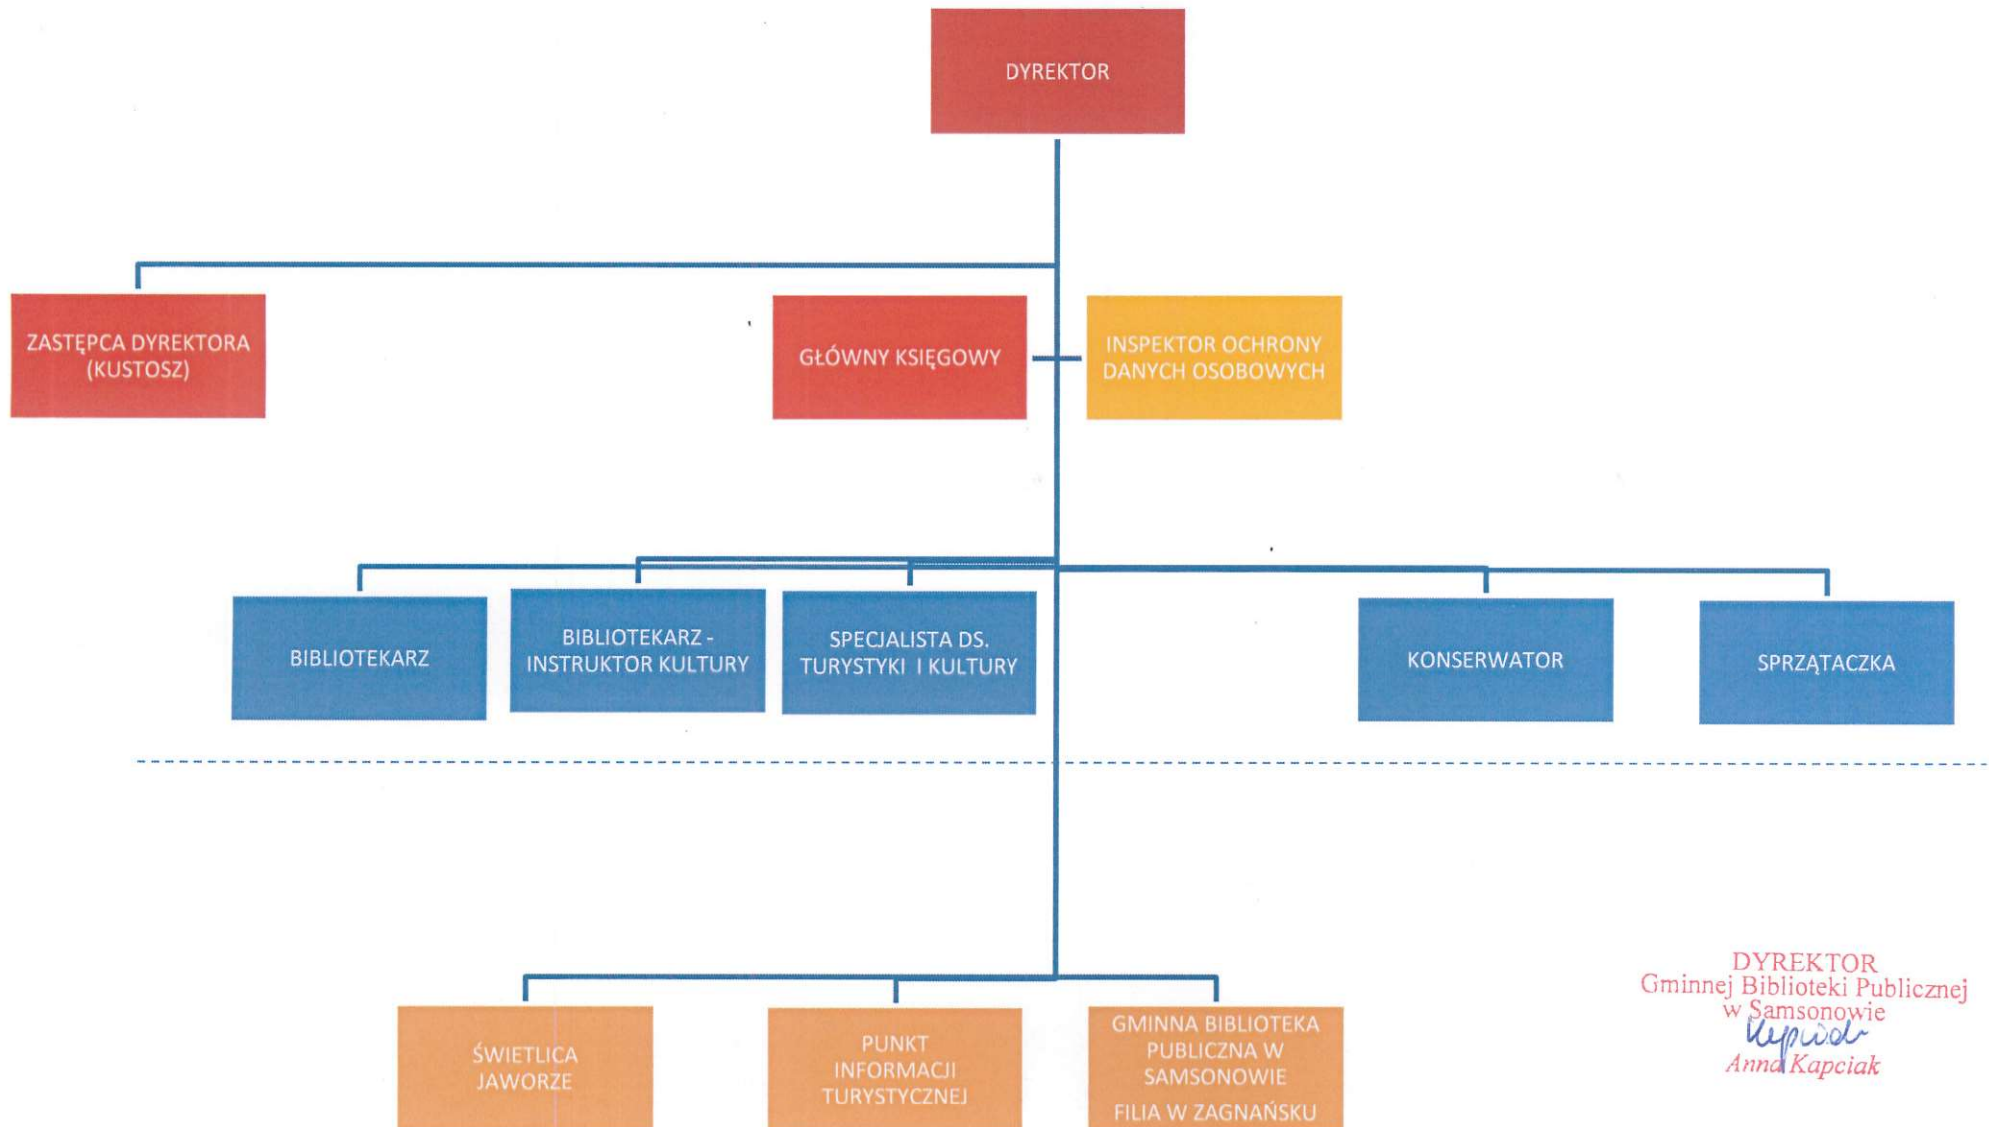 DYREKTOR
ZASTĘPCA DYREKTORA
(KUSTOSZ)
GŁÓWNY KSIĘGOWY
INSPEKTOR OCHRONY
DANYCH OSOBOWYCH
BIBLIOTEKARZ
BIBLIOTEKARZ -
INSTRUKTOR KULTURY
SPECJALISTA DS.
TURYSTYKI I KULTURY
KONSERWATOR
SPRZĄTACZKA
ŚWIETLICA
JAWORZE
PUNKT
INFORMACJI
TURYSTYCZNEJ
GMINNA BIBLIOTEKA
PUBLICZNA W
SAMSONOWIE
FILIA W ZAGNAŃSKU
DYREKTOR
Gminnej Biblioteki Publicznej
w Samsonowie
Anna Kapciak